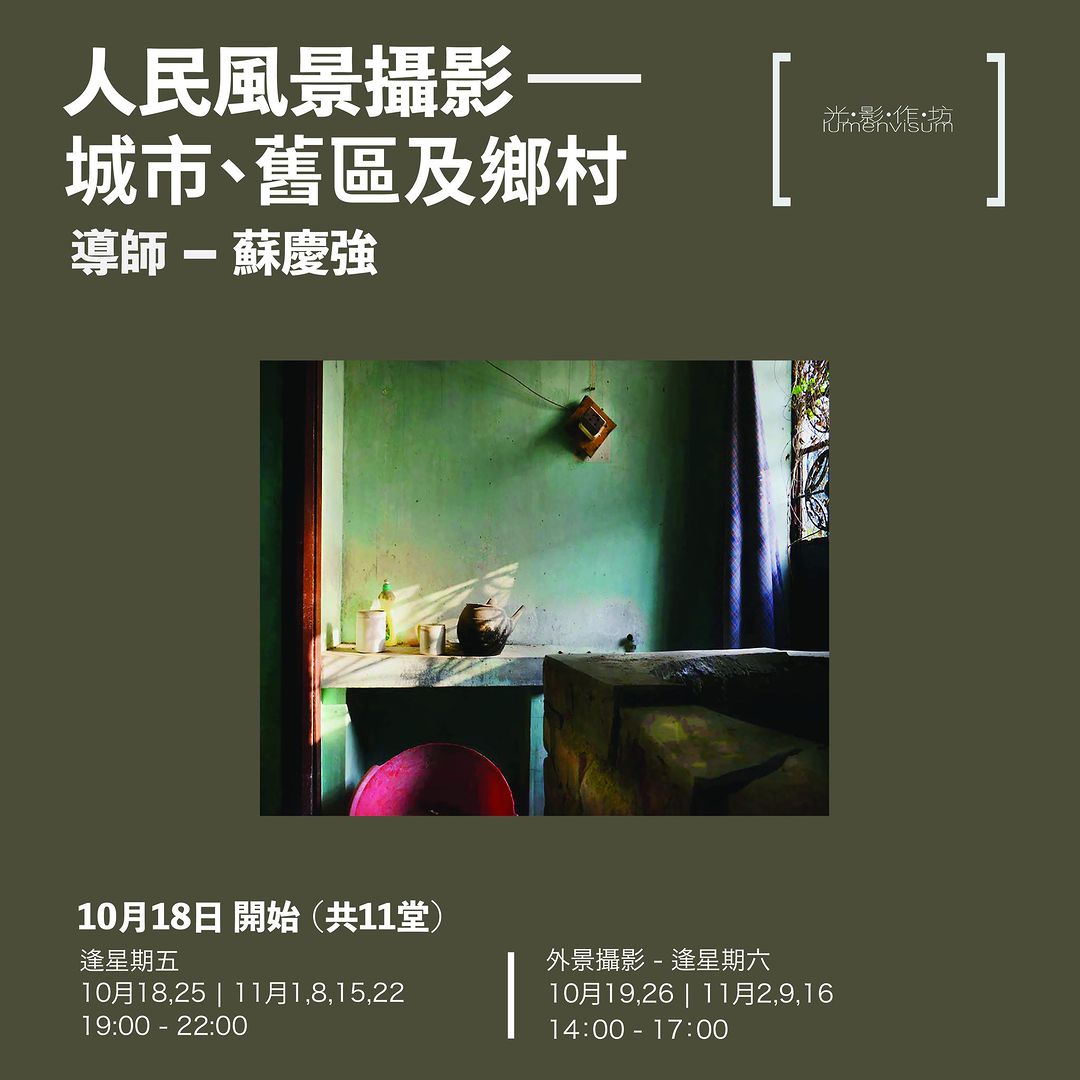 人民風景攝影——
城市、舊區及鄉村
導師 – 蘇慶強
光·影·作·坊
lumenvisum
10月18日 開始（共11堂）
逢星期五
10月18,25 | 11月1,8,15,22
19:00 - 22:00
外景攝影 - 逢星期六
10月19,26 | 11月2,9,16
14:00 - 17:00